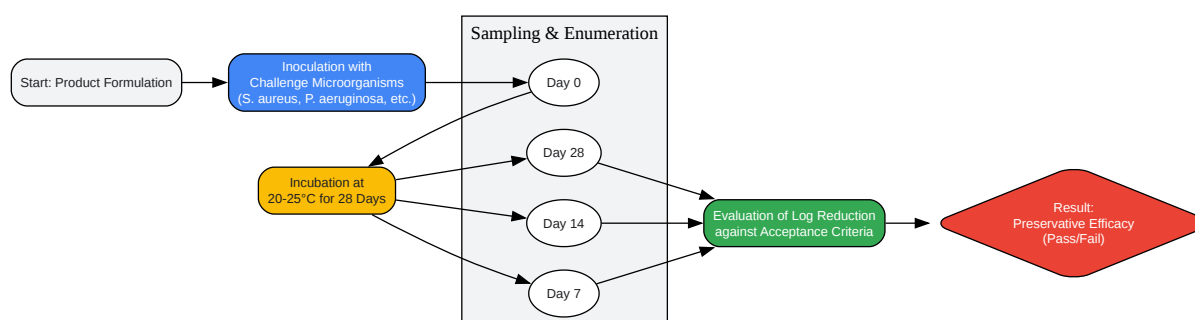 Start: Product Formulation
Inoculation with
Challenge Microorganisms
(S. aureus, P. aeruginosa, etc.)
Sampling & Enumeration
Day 0
Incubation at
20-25°C for 28 Days
Day 28
Day 14
Day 7
Evaluation of Log Reduction
against Acceptance Criteria
Result:
Preservative Efficacy
(Pass/Fail)